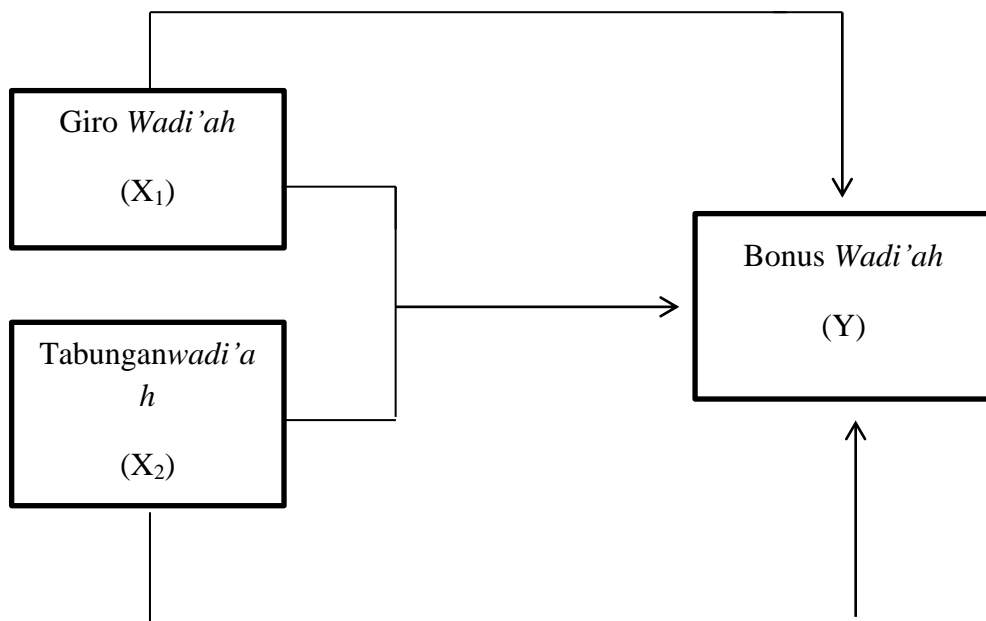 Giro Wadi’ah
(X₁)
Tabunganwadi’a
h
(X₂)
Bonus Wadi’ah
(Y)